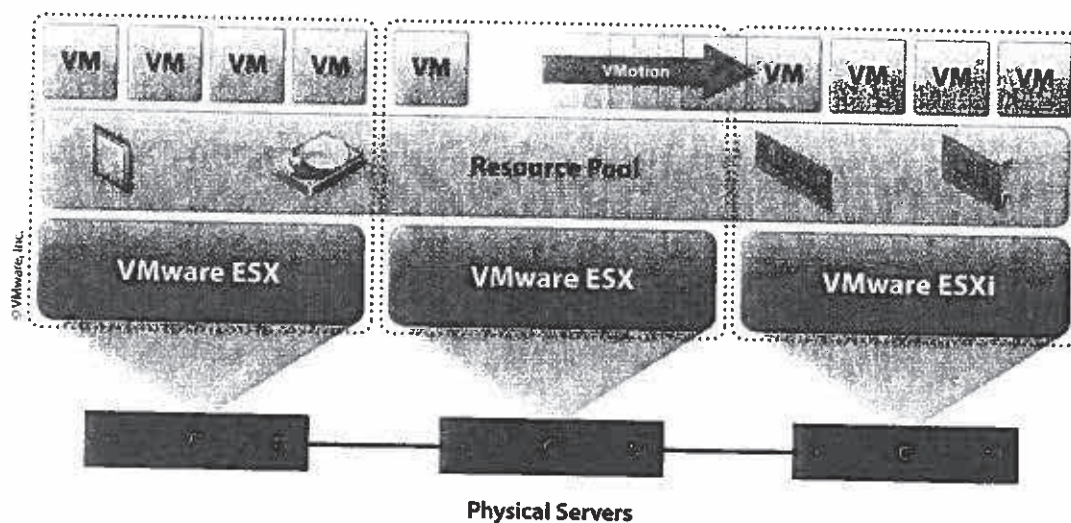 VM VM VM VM VM VMotion VM VM VM VM
Resource Pool
VMware ESX VMware ESX VMware ESXi
© VMware, Inc.
Physical Servers